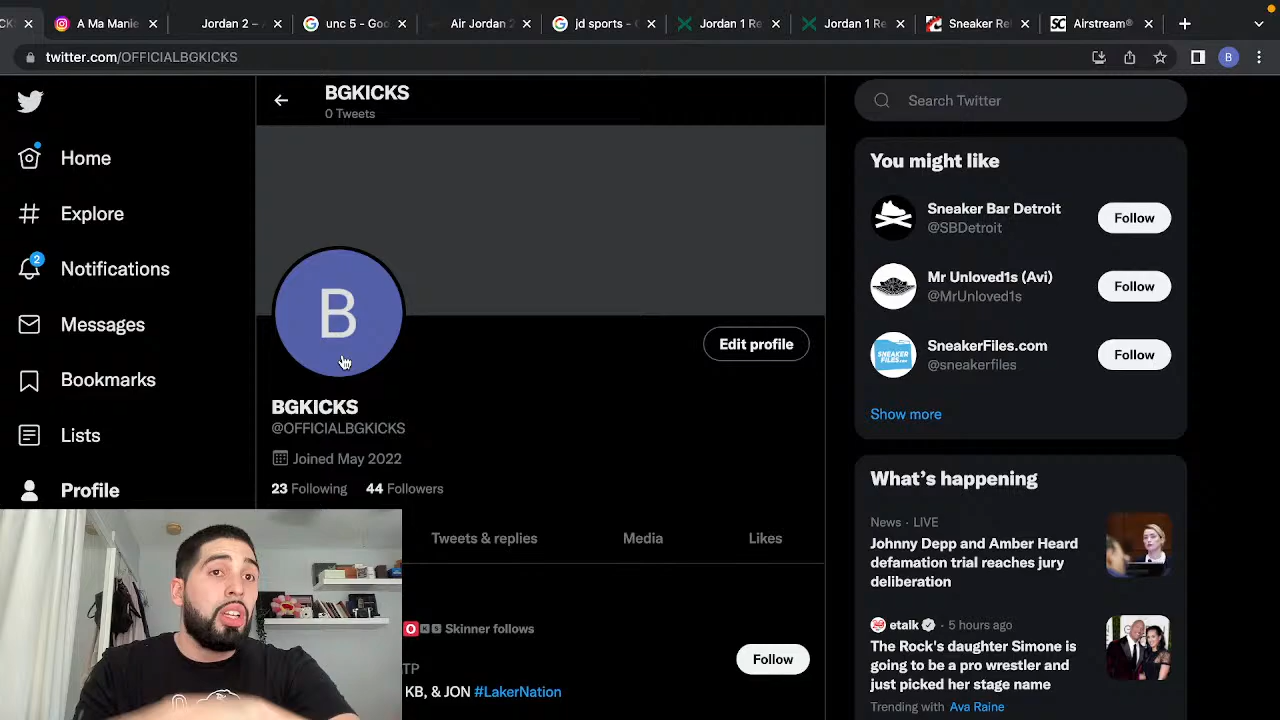 CKS
A Ma Manie
Jordan 2 –
unc 5 - Goo
Air Jordan 2
jd sports - G
Jordan 1 Re
Jordan 1 Re
Sneaker Rel
SC
Airstream®
twitter.com/OFFICIALBGKICKS
B
BGKICKS
0 Tweets
Search Twitter
Home
Explore
2
Notifications
Messages
Bookmarks
Lists
Profile
B
Edit profile
BGKICKS
@OFFICIALBGKICKS
Joined May 2022
23 Following 44 Followers
Tweets & replies
Media
Likes
Skinner follows
TP
KB, & JON #LakerNation
Follow
You might like
Sneaker Bar Detroit
@SBDetroit
Follow
Mr Unloved1s (Avi)
@MrUnloved1s
Follow
SNEAKER FILES
SneakerFiles.com
@sneakerfiles
Follow
Show more
What's happening
News · LIVE
Johnny Depp and Amber Heard
defamation trial reaches jury
deliberation
etalk · 5 hours ago
The Rock's daughter Simone is
going to be a pro wrestler and
just picked her stage name
Trending with Ava Raine